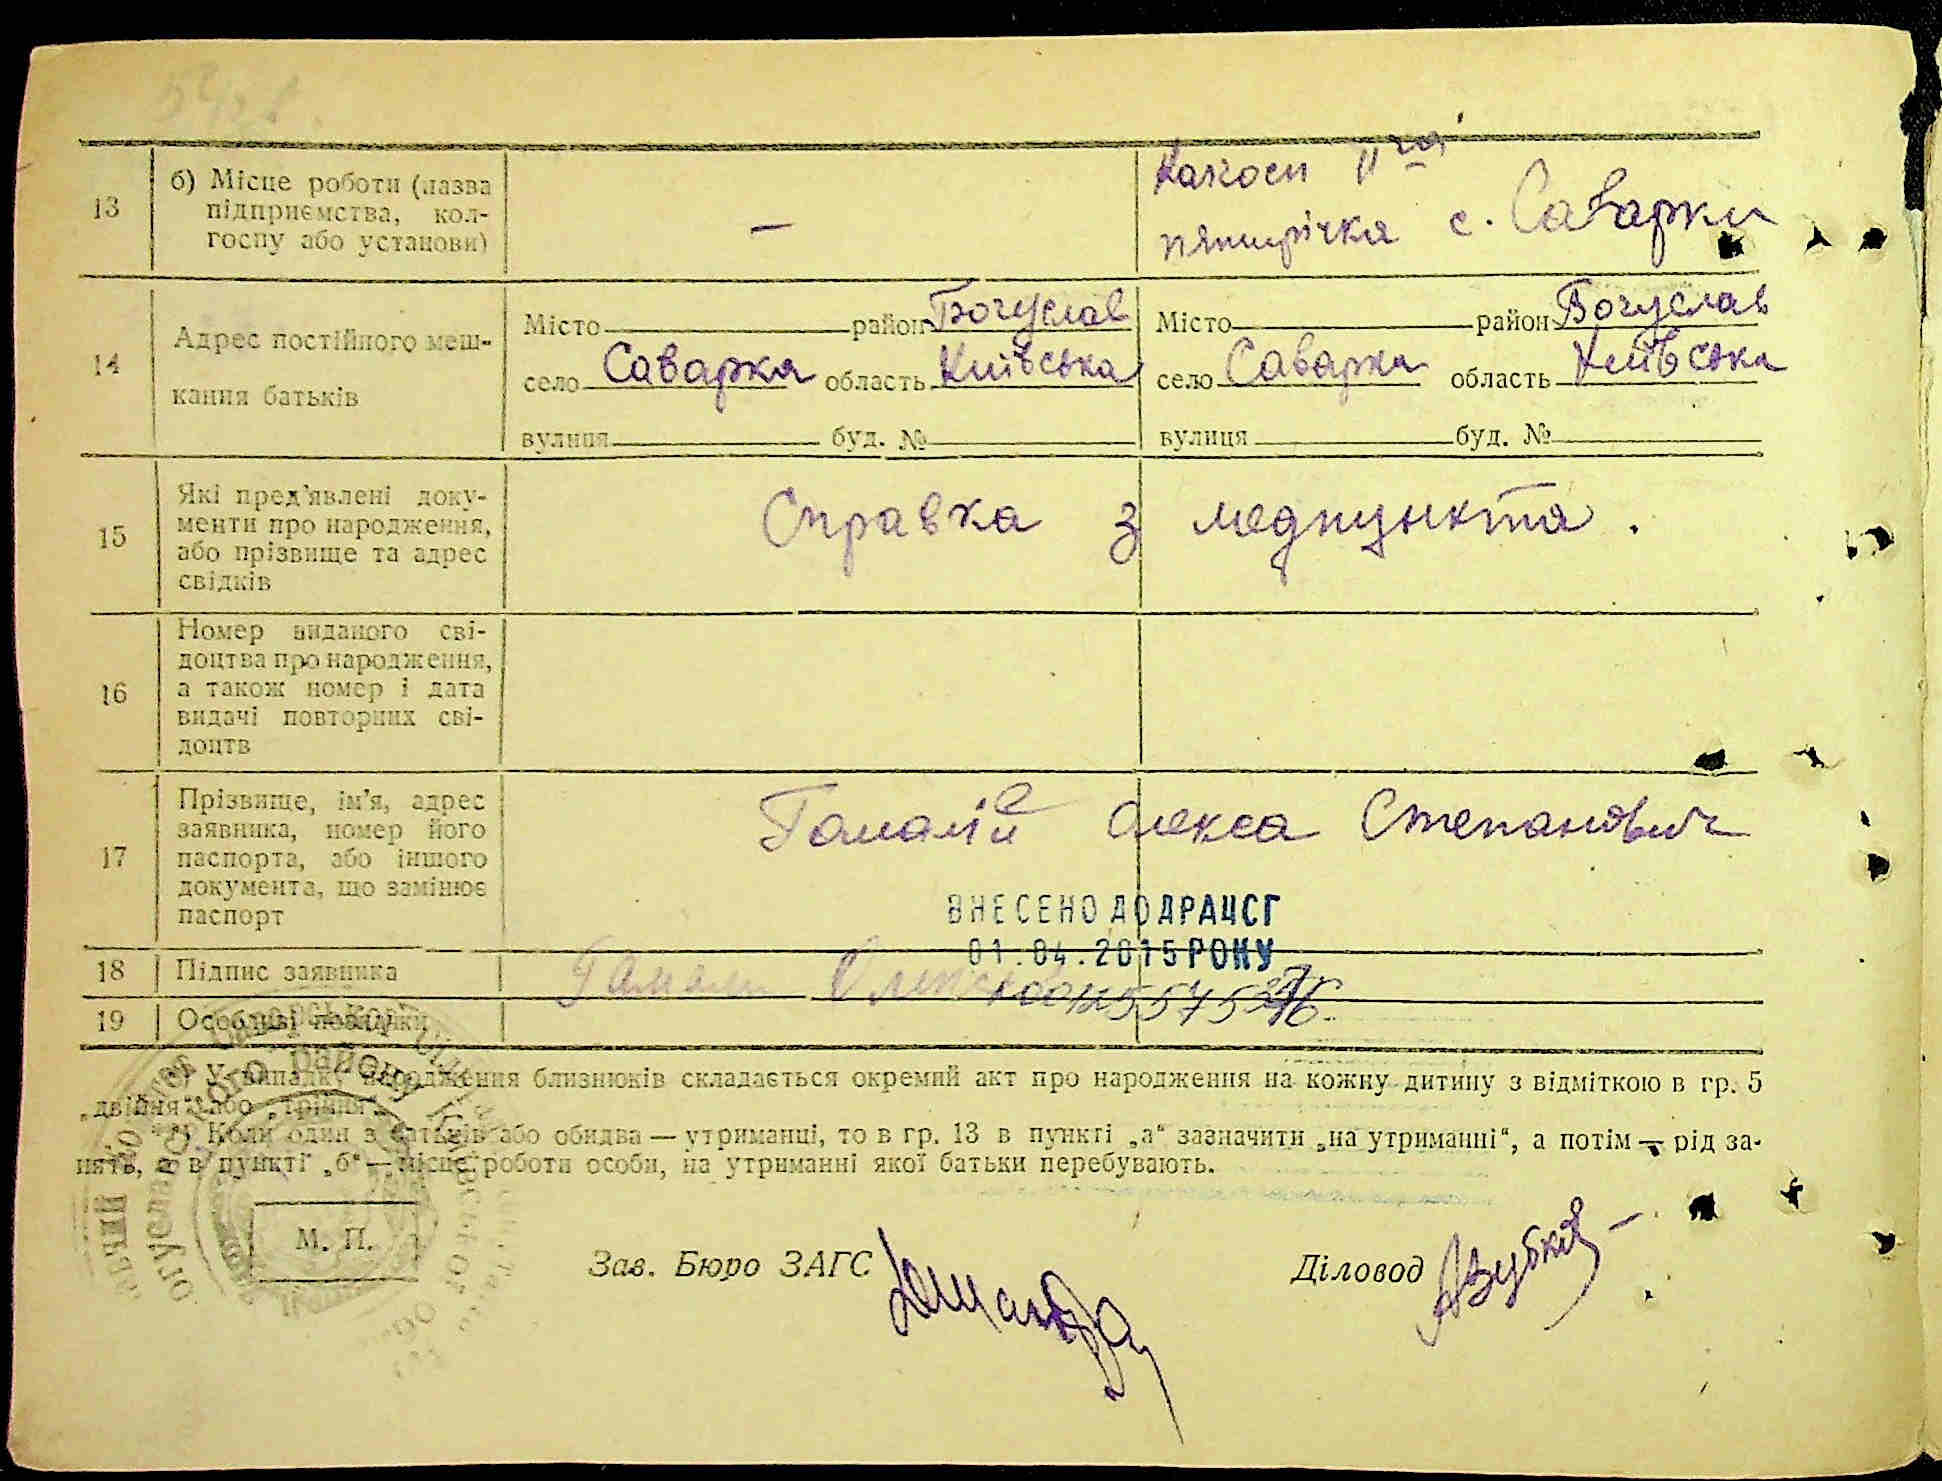 13
б) Місце роботи (назва
підприємства, кол-
госпу або установи)
—
ІІга
пятирічка с. Саварки
14
Адрес постійного меш-
кання батьків
Місто район Богуслав
село Саварка область Київська
вулиця буд. №
Місто район Богуслав
село Саварка область Київська
вулиця буд. №
15
Які пред'явлені доку-
менти про народження,
або прізвище та адрес
свідків
Справка з медпункта.
16
Номер виданого сві-
доцтва про народження,
а також номер і дата
видачі повторних сві-
доцтв
17
Прізвище, ім'я, адрес
заявника, номер його
паспорта, або іншого
документа, що замінює
паспорт
Гамалій Олекса Степанович
ВНЕСЕНО ДО ДРАЦСГ
01.04.2015 РОКУ
18
Підпис заявника
Гамалій
19
Особливі помилки
*) У випадку народження близнюків складається окремий акт про народження на кожну дитину з відміткою в гр. 5
„двійня" або „трійня".
**) Коли один з батьків або обидва — утриманці, то в гр. 13 в пункті „а" зазначити „на утриманні", а потім — рід за-
нять, а в пункті „б" — місце роботи особи, на утриманні якої батьки перебувають.
М. П.
Зав. Бюро ЗАГС
Діловод